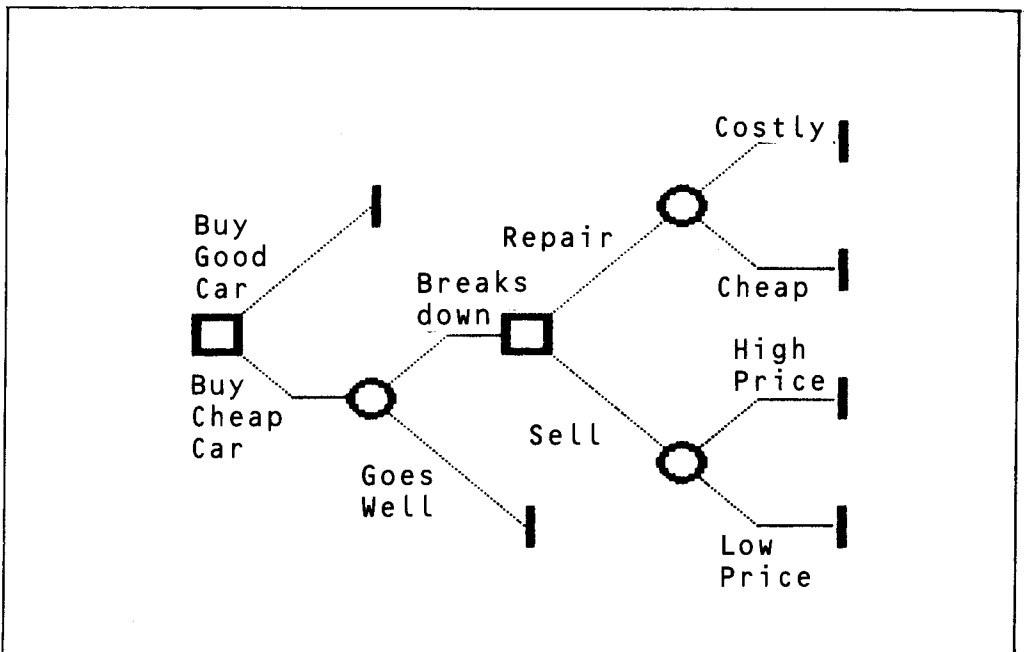 Costly
Buy
Good
Car
Repair
Breaks
down
Cheap
High
Price
Buy
Cheap
Car
Sell
Goes
Well
Low
Price